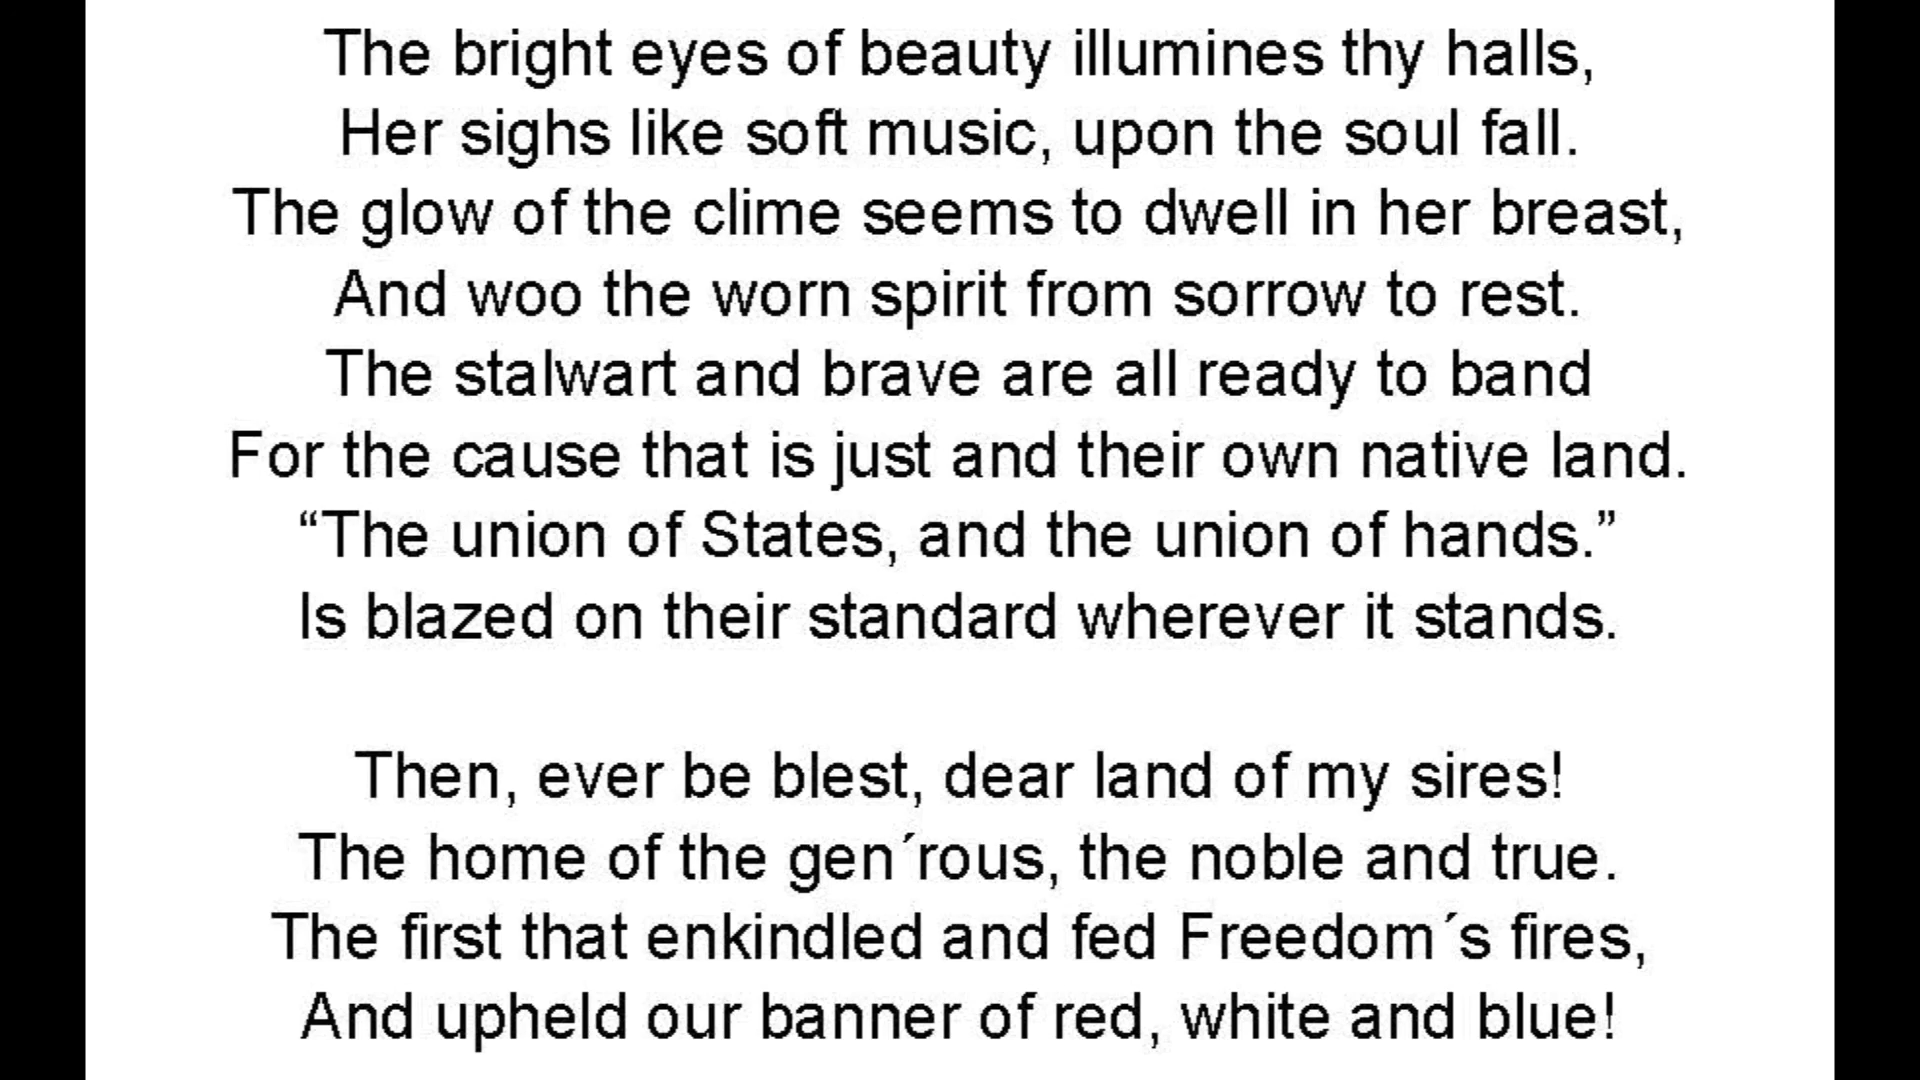 The bright eyes of beauty illumines thy halls,
Her sighs like soft music, upon the soul fall.
The glow of the clime seems to dwell in her breast,
And woo the worn spirit from sorrow to rest.
The stalwart and brave are all ready to band
For the cause that is just and their own native land.
“The union of States, and the union of hands.”
Is blazed on their standard wherever it stands.
Then, ever be blest, dear land of my sires!
The home of the gen´rous, the noble and true.
The first that enkindled and fed Freedom´s fires,
And upheld our banner of red, white and blue!